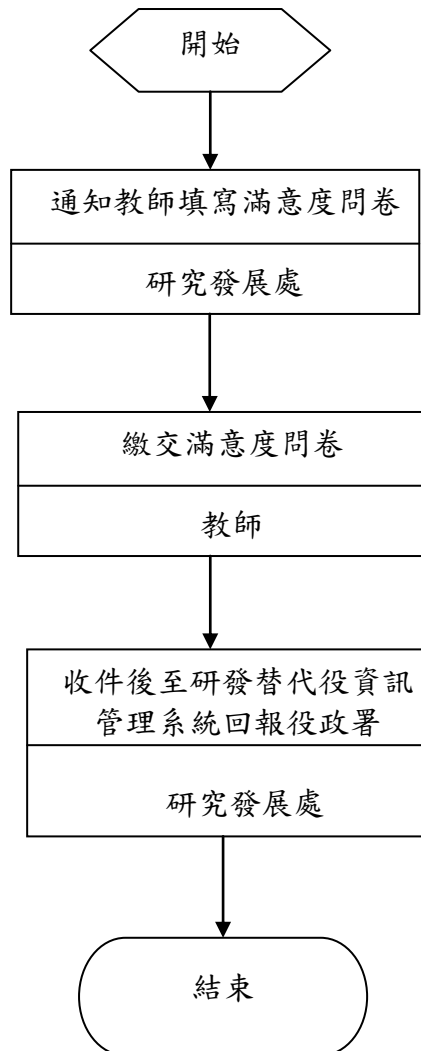 開始
通知教師填寫滿意度問卷
研究發展處
繳交滿意度問卷
教師
收件後至研發替代役資訊
管理系統回報役政署
研究發展處
結束